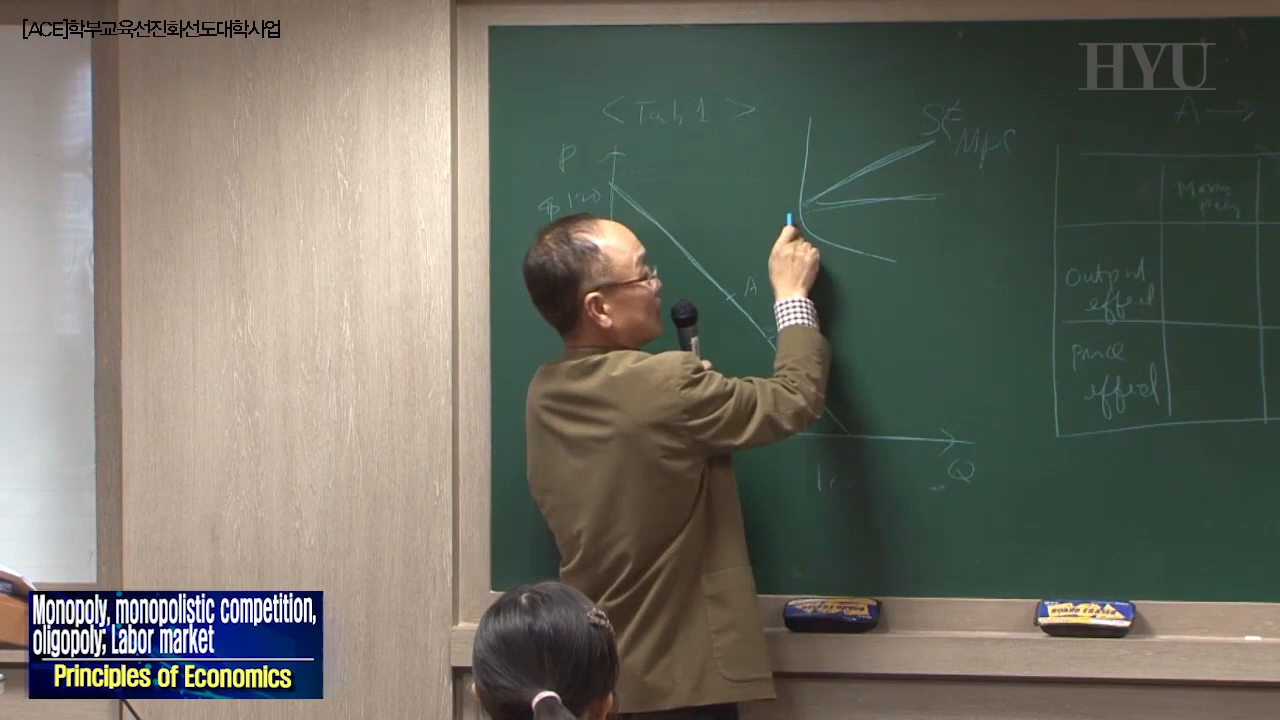 [ACE]학부교육선진화선도대학사업
HYU
< Tab 1 >
P
$120
A
Q
A →
Output
effect
price
effect
Monopoly, monopolistic competition,
oligopoly; Labor market
Principles of Economics